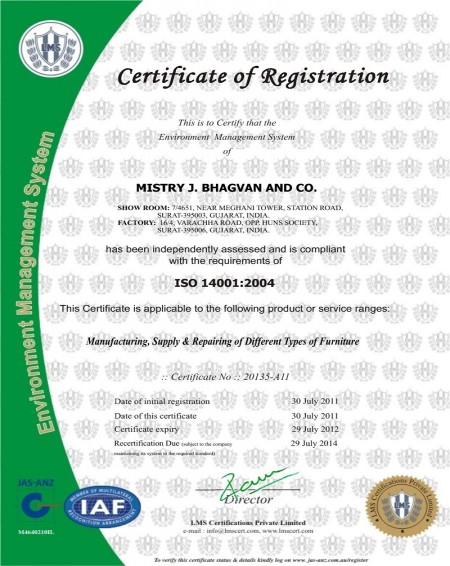 LMS
Certificate of Registration
This is to Certify that the
Environment Management System
of
MISTRY J. BHAGVAN AND CO.
SHOW ROOM: 7/4651, NEAR MEGHANI TOWER, STATION ROAD,
SURAT-395003, GUJARAT, INDIA.
FACTORY: 16/4, VARACHHA ROAD, OPP. HUNS SOCIETY,
SURAT-395006, GUJARAT, INDIA.
has been independently assessed and is compliant
with the requirements of
ISO 14001:2004
This Certificate is applicable to the following product or service ranges:
Manufacturing, Supply & Repairing of Different Types of Furniture
:: Certificate No :: 20135-A11
Date of initial registration 30 July 2011
Date of this certificate 30 July 2011
Certificate expiry 29 July 2012
Recertification Due (subject to the company 29 July 2014
maintaining its system to the required standard)
Environment Management System
JAS-ANZ
MEMBER OF MULTILATERAL
RECOGNITION ARRANGEMENT
IAF
Director
LMS Certifications Private Limited
e-mail : info@lmscert.com, www.lmscert.com
LMS Certifications Private Limited
LMS
To verify this certificate status & details kindly log on www. jas-anz.com.au/register